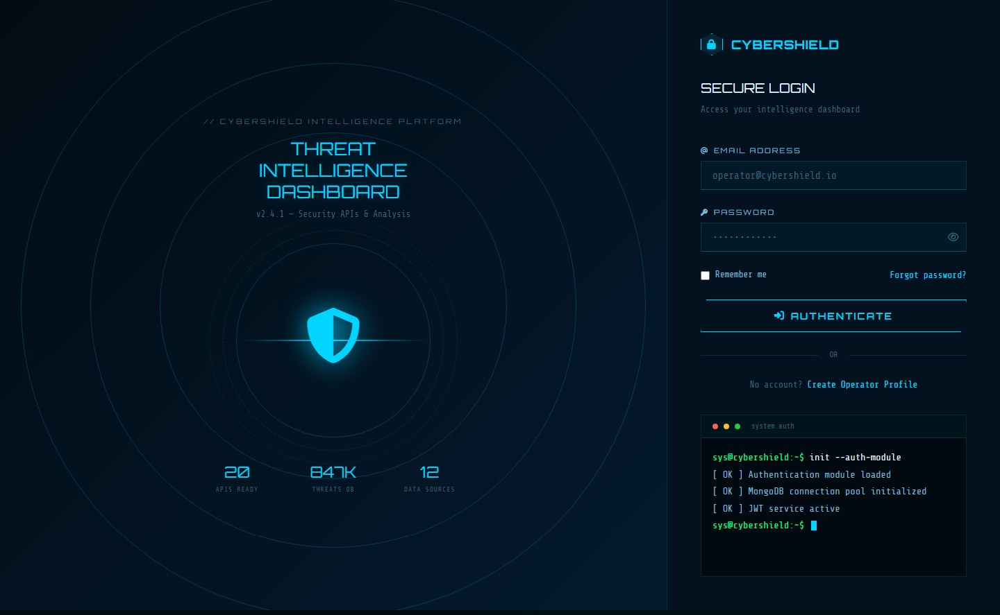 // CYBERSHIELD INTELLIGENCE PLATFORM
THREAT
INTELLIGENCE
DASHBOARD
v2.4.1 — Security APIs & Analysis
20
APIS READY
847K
THREATS DB
12
DATA SOURCES
CYBERSHIELD
SECURE LOGIN
Access your intelligence dashboard
@ EMAIL ADDRESS
operator@cybershield.io
PASSWORD
············
Remember me
Forgot password?
AUTHENTICATE
OR
No account? Create Operator Profile
system.auth
sys@cybershield:~$ init --auth-module
[ OK ] Authentication module loaded
[ OK ] MongoDB connection pool initialized
[ OK ] JWT service active
sys@cybershield:~$